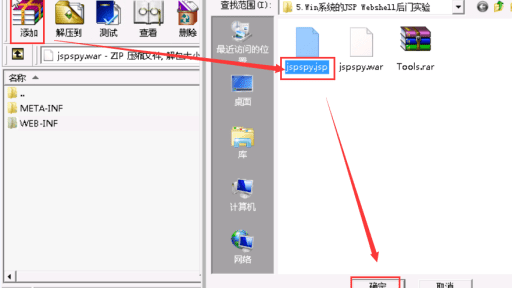 添加 解压到 测试 查看 删除
jspspy.war - ZIP 压缩文件, 解包大小
名称
..
META-INF
WEB-INF
查找范围(I):
5.Win系统的JSP Webshell后门实验
最近访问的位
置
桌面
库
计算机
网络
jspspy.jsp jspspy.war Tools.rar
确定 取消